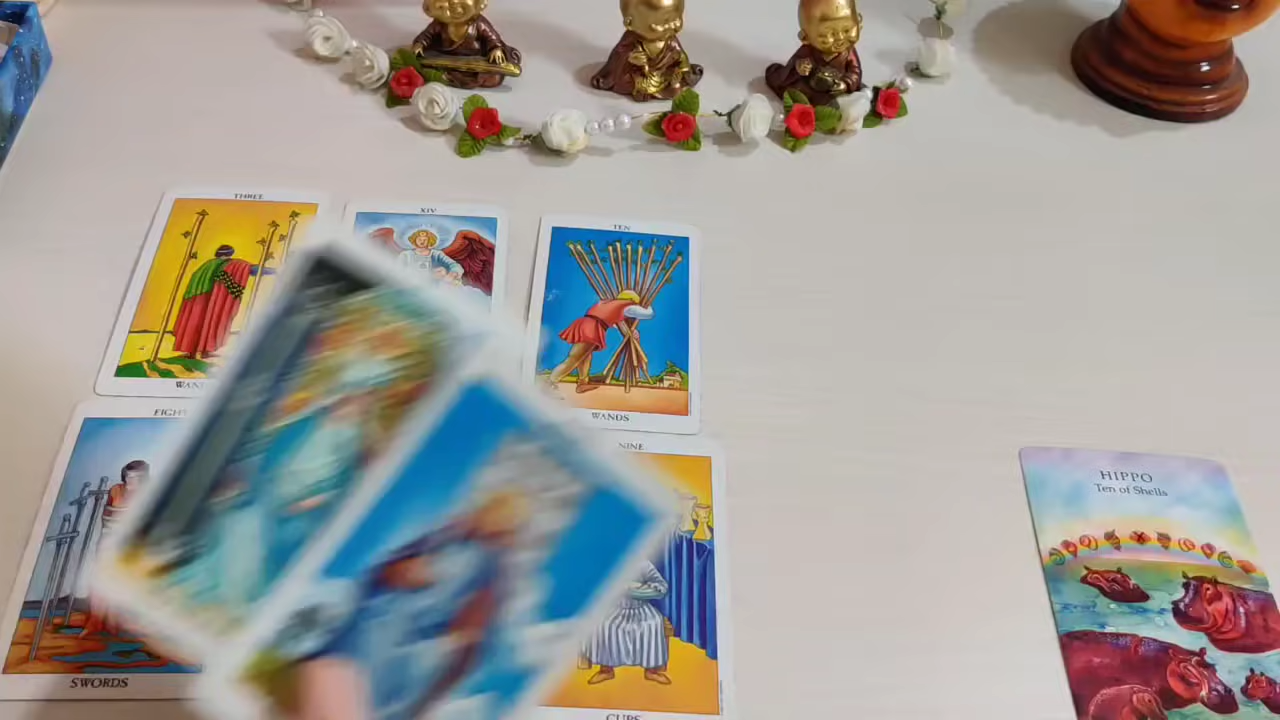 THREE
XIV
TEN
WANDS
NINE
HIPPO
Ten of Shells
SWORDS
CUPS